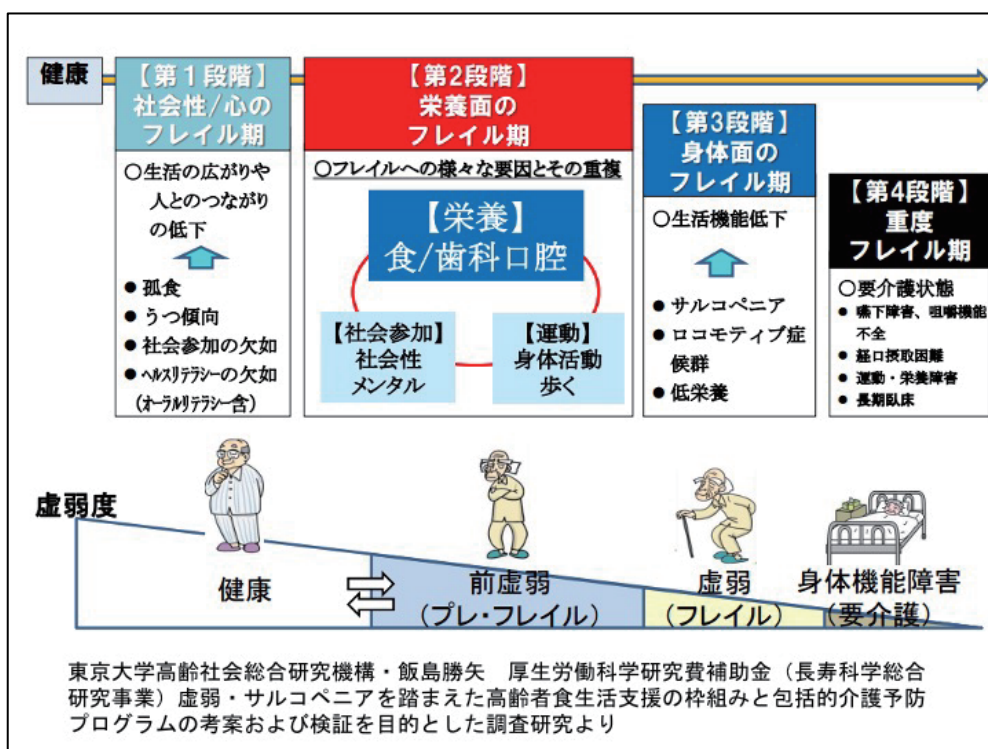 健康
【第１段階】
社会性/心の
フレイル期
○生活の広がりや
人とのつながり
の低下
● 孤食
● うつ傾向
● 社会参加の欠如
● ﾍﾙｽﾘﾃﾗｼｰの欠如
(ｵｰﾗﾙﾘﾃﾗｼｰ含)
【第2段階】
栄養面の
フレイル期
○フレイルへの様々な要因とその重複
【栄養】
食/歯科口腔
【社会参加】
社会性
メンタル
【運動】
身体活動
歩く
【第3段階】
身体面の
フレイル期
○生活機能低下
● サルコペニア
● ロコモティブ症
候群
● 低栄養
【第4段階】
重度
フレイル期
○要介護状態
● 嚥下障害、咀嚼機能
不全
● 経口摂取困難
● 運動・栄養障害
● 長期臥床
虚弱度
健康
前虚弱
(プレ・フレイル)
虚弱
(フレイル)
身体機能障害
(要介護)
東京大学高齢社会総合研究機構・飯島勝矢　厚生労働科学研究費補助金（長寿科学総合
研究事業）虚弱・サルコペニアを踏まえた高齢者食生活支援の枠組みと包括的介護予防
プログラムの考案および検証を目的とした調査研究より